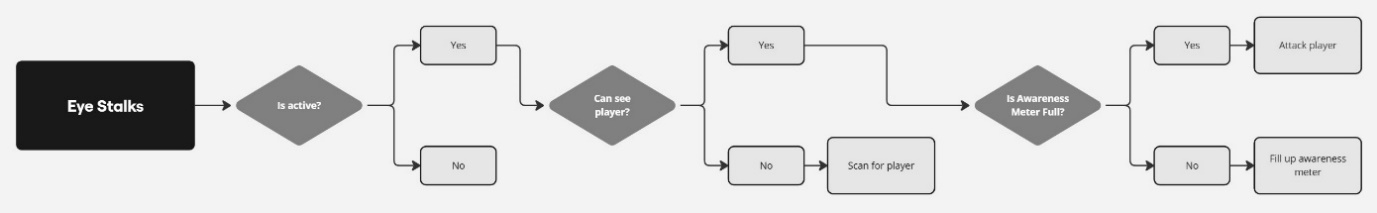 Eye Stalks
Is active?
Yes
No
Can see
player?
Yes
No
Scan for player
Is Awareness
Meter Full?
Yes
Attack player
No
Fill up awareness
meter